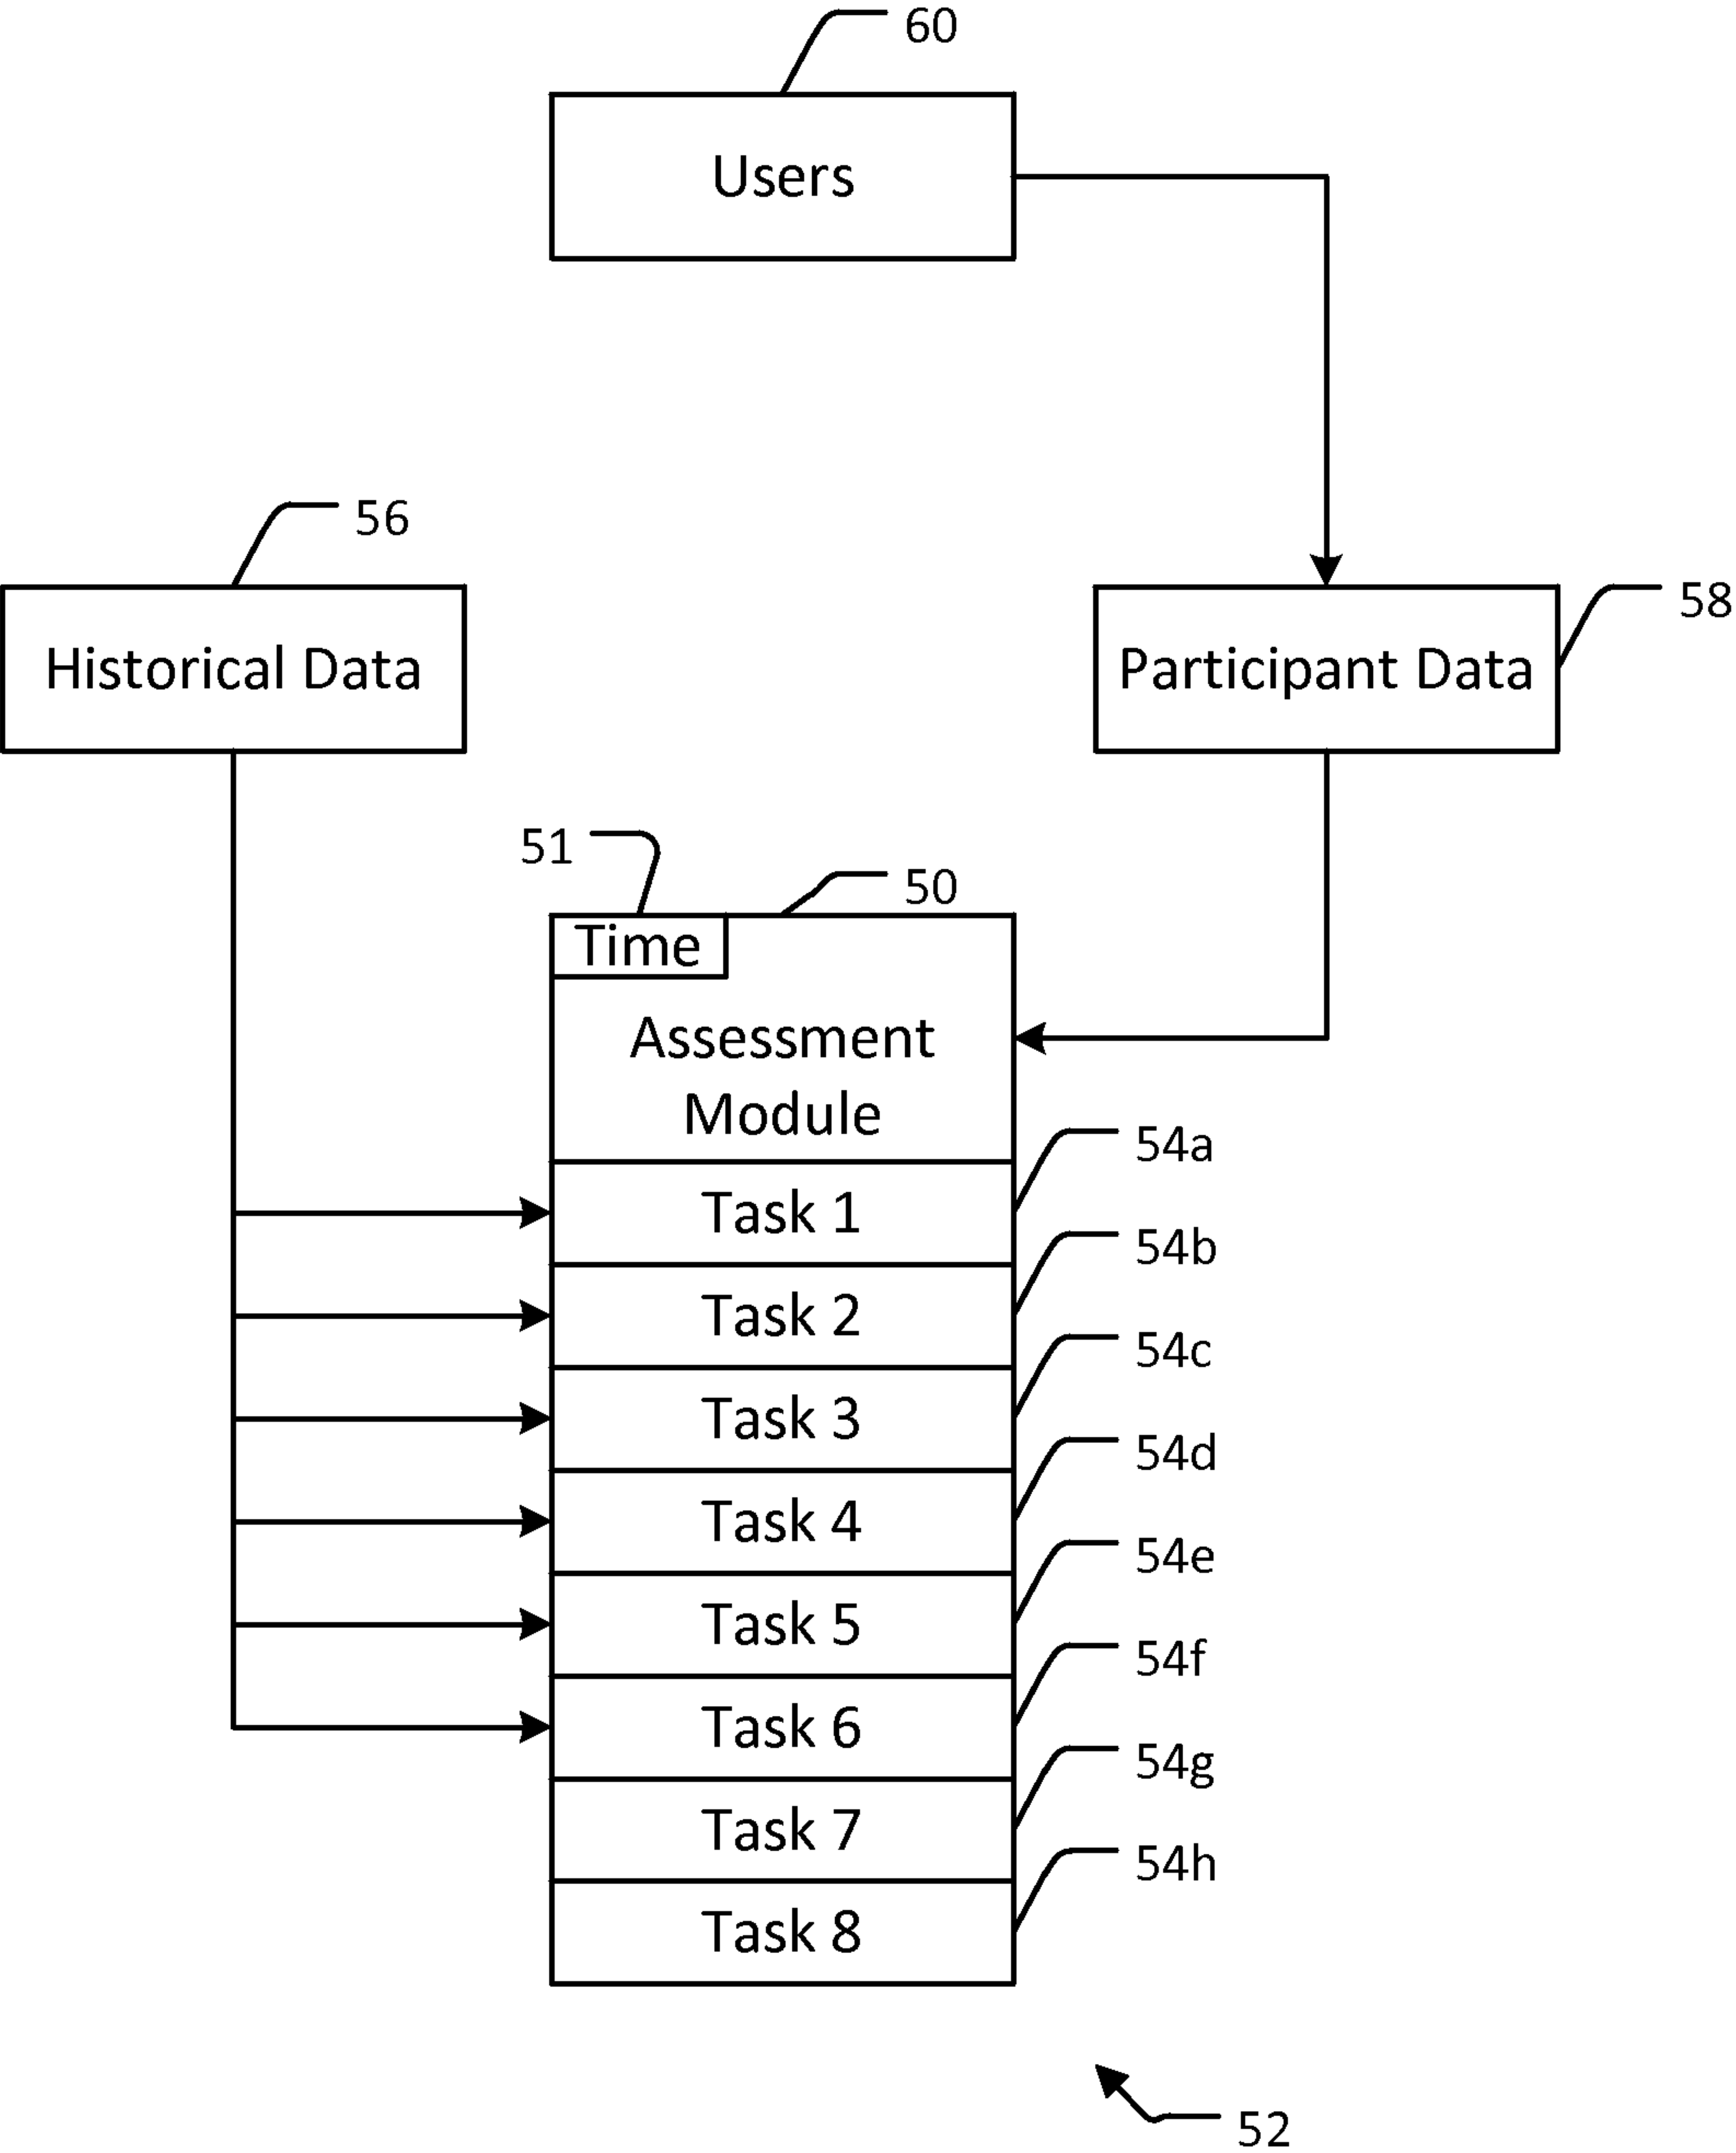 60
Users
56
58
Historical Data
Participant Data
51
50
Time
Assessment
Module
54a
Task 1
54b
Task 2
54c
Task 3
54d
Task 4
54e
Task 5
54f
Task 6
54g
Task 7
54h
Task 8
52